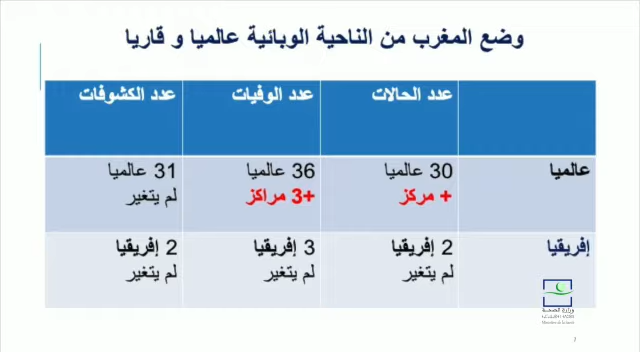 وضع المغرب من الناحية الوبائية عالميا و قاريا
عدد الحالات
عدد الوفيات
عدد الكشوفات
عالميا
30 عالميا
+ مركز
36 عالميا
+3 مراكز
31 عالميا
لم يتغير
إفريقيا
2 إفريقيا
لم يتغير
3 إفريقيا
لم يتغير
2 إفريقيا
لم يتغير
وزارة الصحة